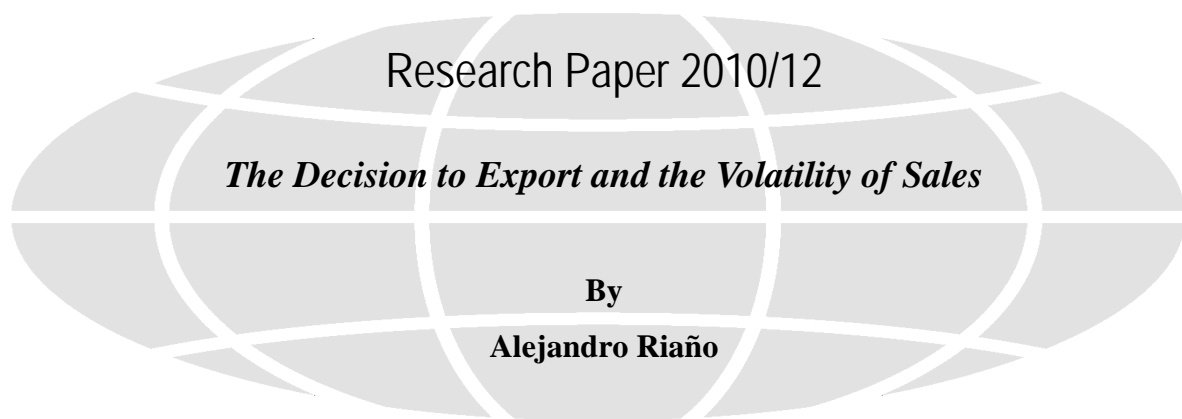 Research Paper 2010/12
The Decision to Export and the Volatility of Sales
By
Alejandro Riaño